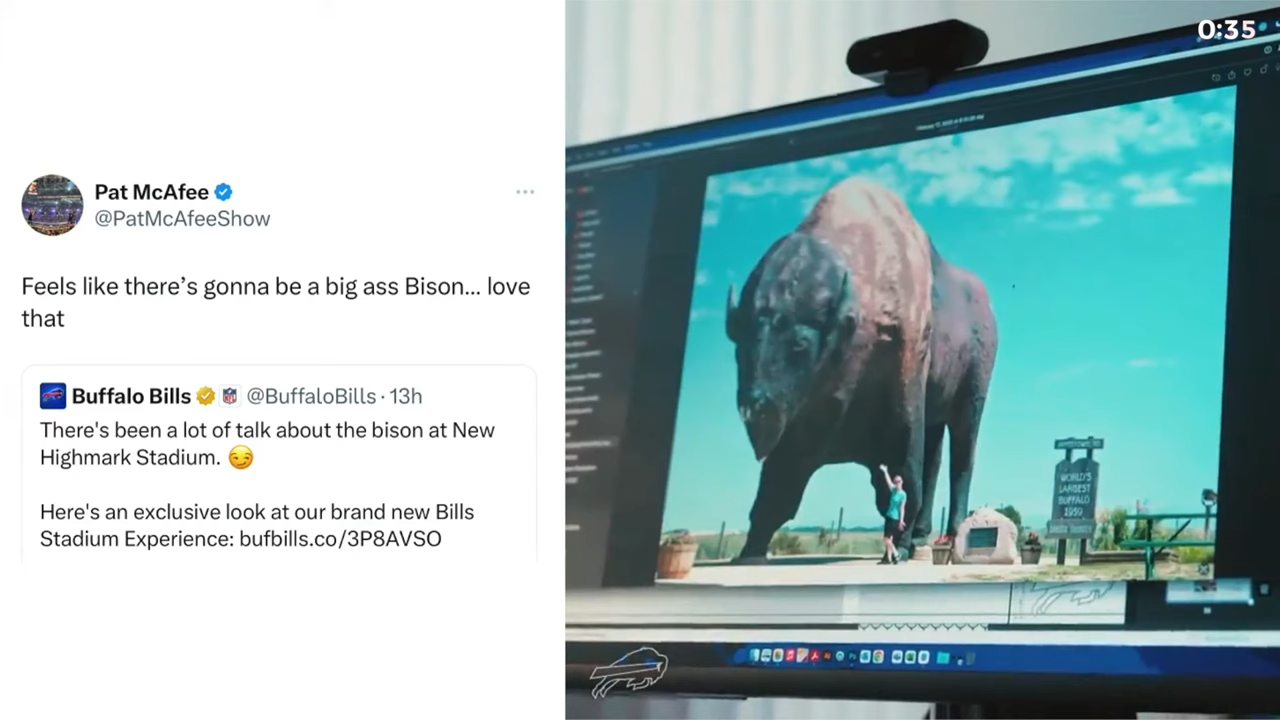 0:35
Pat McAfee
@PatMcAfeeShow
Feels like there’s gonna be a big ass Bison... love
that
Buffalo Bills @BuffaloBills · 13h
There's been a lot of talk about the bison at New
Highmark Stadium. 😏
Here's an exclusive look at our brand new Bills
Stadium Experience: bufbills.co/3P8AVSO
WORLD'S
LARGEST
BUFFALO
1959